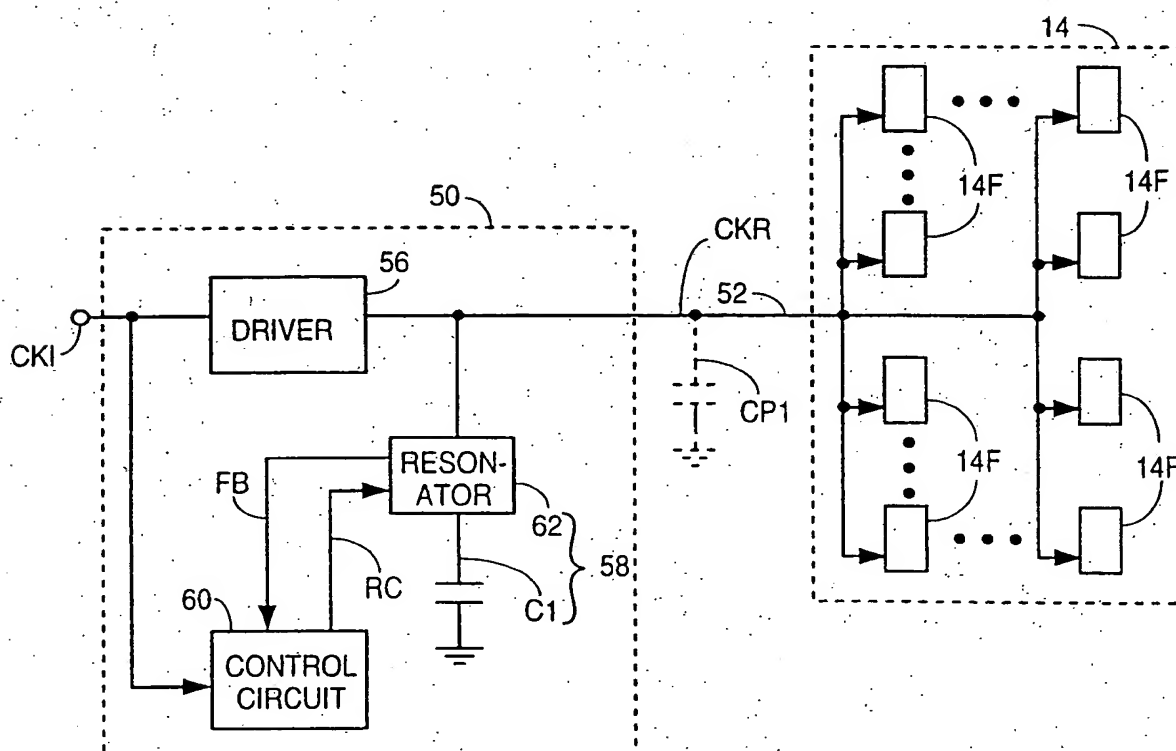 14
14F
14F
50
CKR
56
52
DRIVER
CKI
CP1
RESON-
ATOR
FB
62
14F
14F
58
RC
C1
60
CONTROL
CIRCUIT